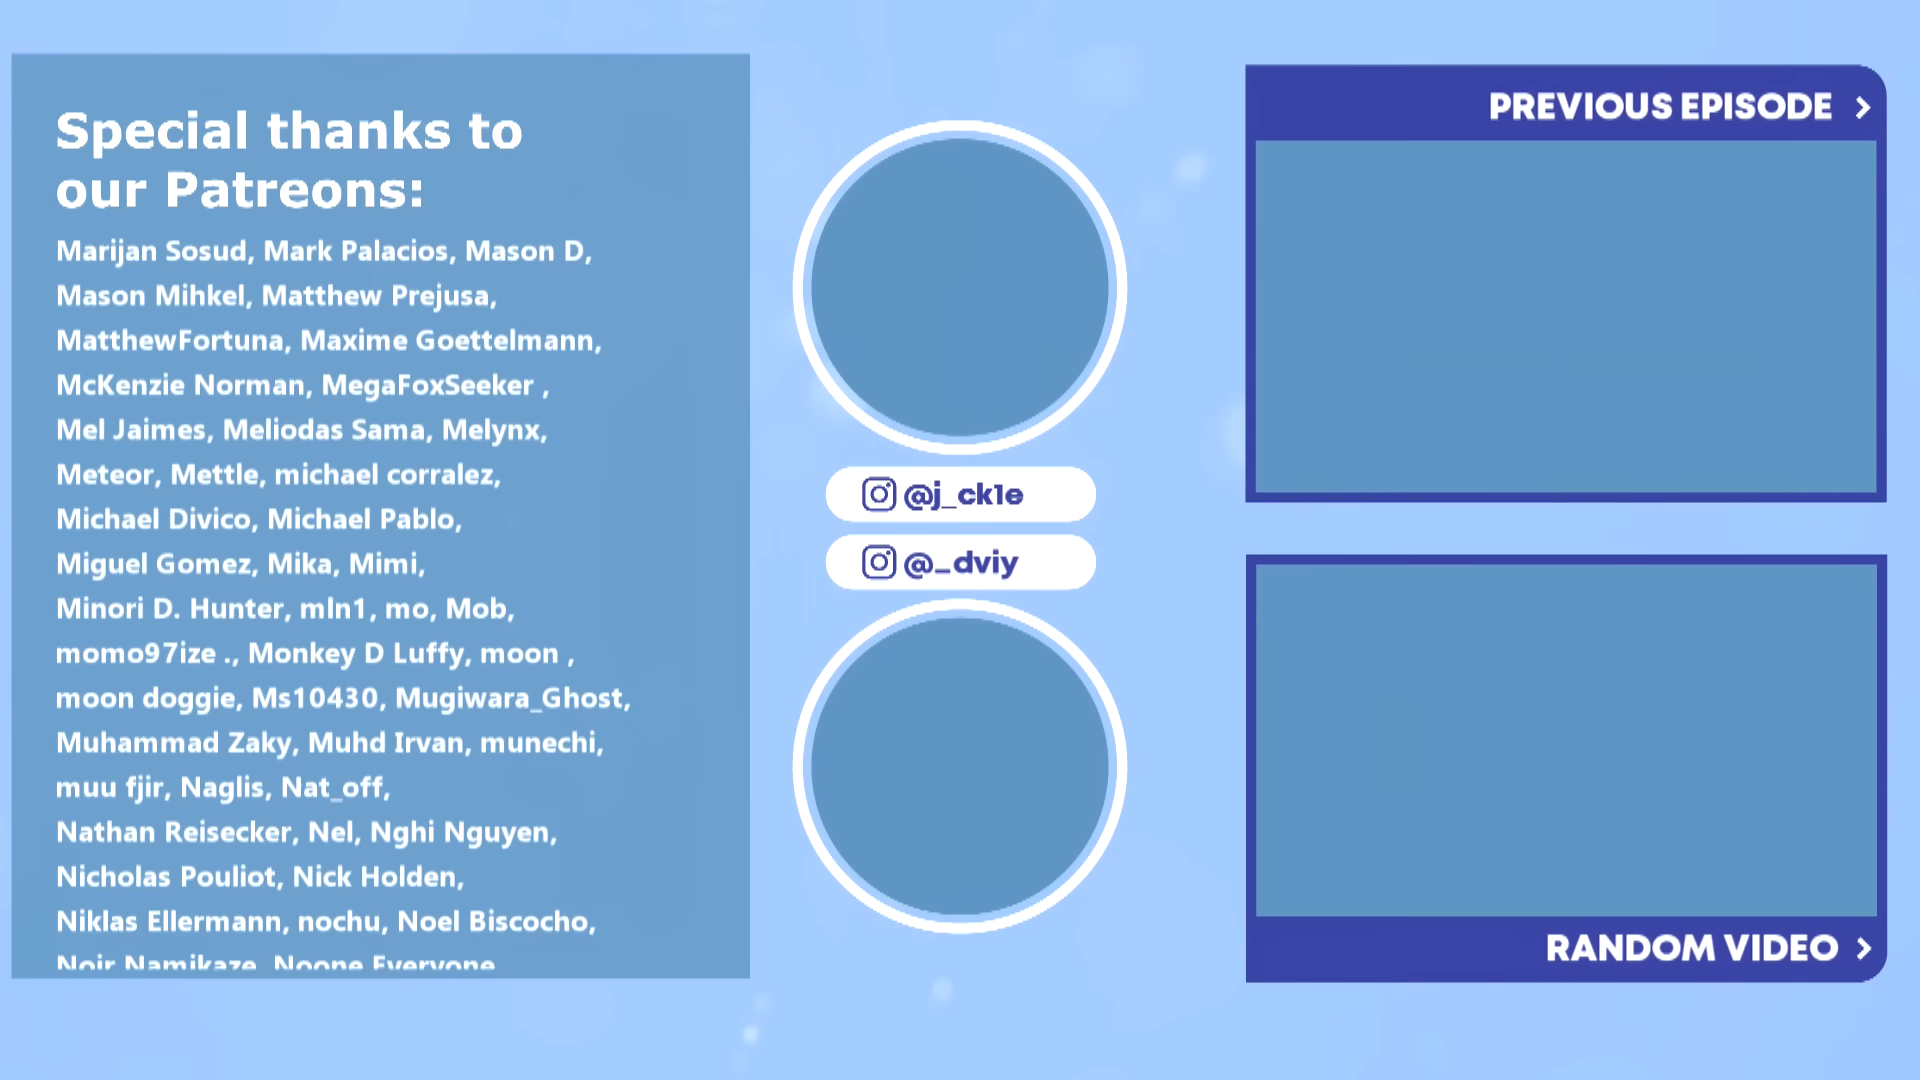 Special thanks to
our Patreons:
Marijan Sosud, Mark Palacios, Mason D,
Mason Mihkel, Matthew Prejusa,
MatthewFortuna, Maxime Goettelmann,
McKenzie Norman, MegaFoxSeeker ,
Mel Jaimes, Meliodas Sama, Melynx,
Meteor, Mettle, michael corralez,
Michael Divico, Michael Pablo,
Miguel Gomez, Mika, Mimi,
Minori D. Hunter, mln1, mo, Mob,
momo97ize ., Monkey D Luffy, moon ,
moon doggie, Ms10430, Mugiwara_Ghost,
Muhammad Zaky, Muhd Irvan, munechi,
muu fjir, Naglis, Nat_off,
Nathan Reisecker, Nel, Nghi Nguyen,
Nicholas Pouliot, Nick Holden,
Niklas Ellermann, nochu, Noel Biscocho,
Noir Namikaze, Noone Everyone
@j_ck1e
@_dviy
PREVIOUS EPISODE
RANDOM VIDEO